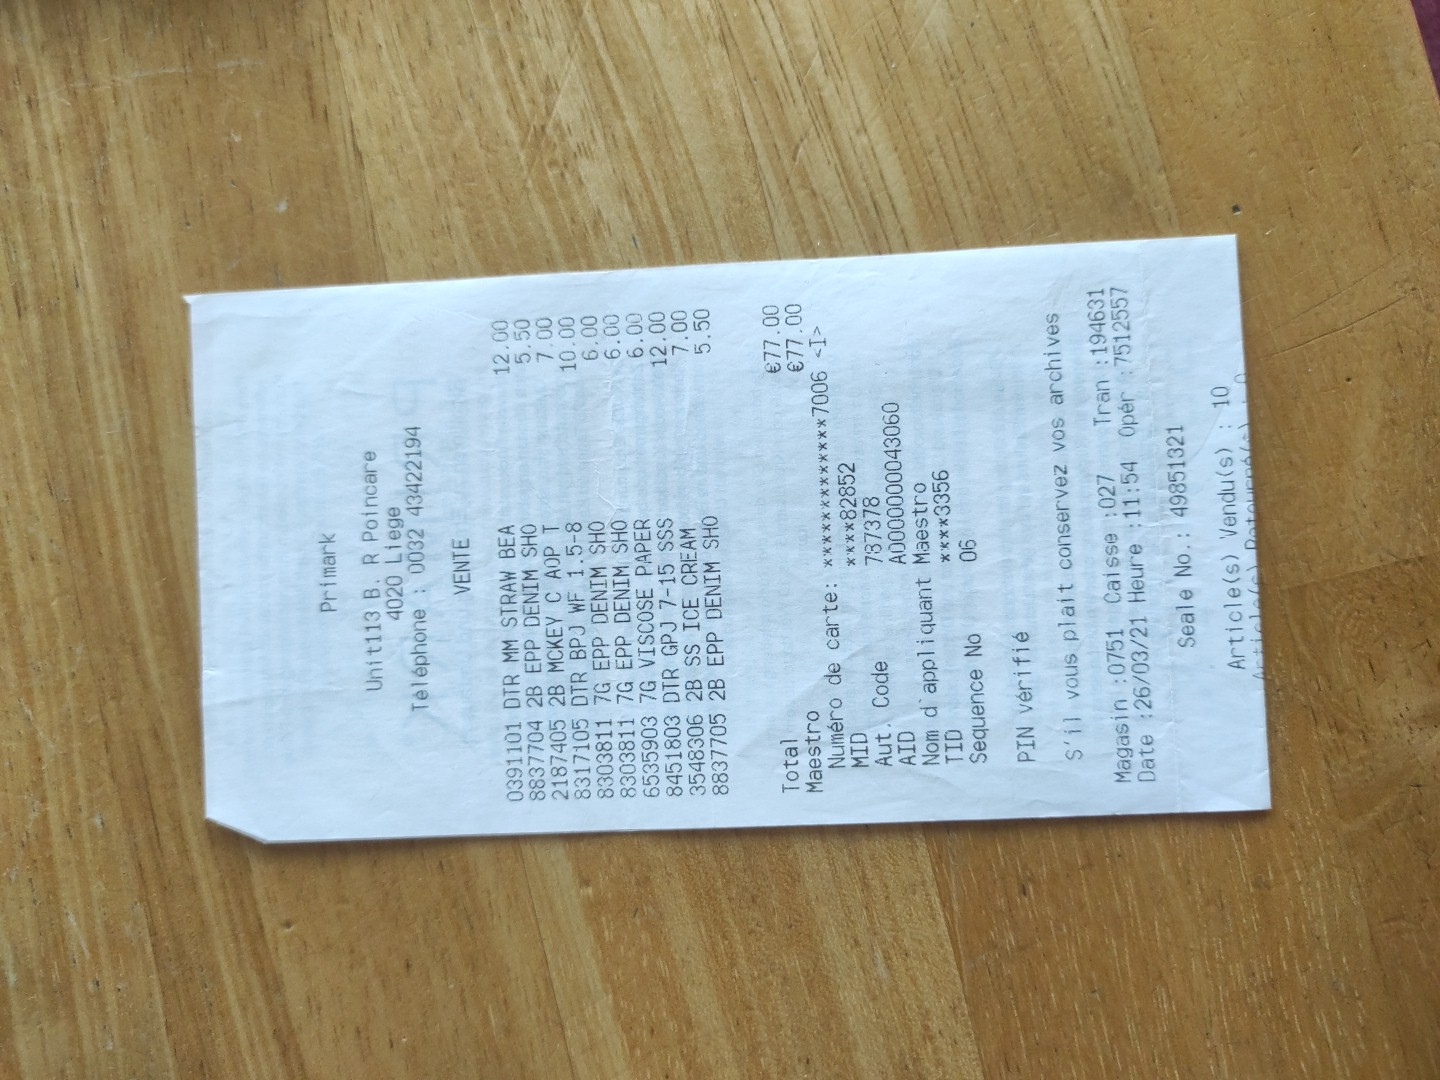 Primark
Unit113 B. R Poincare
4020 Liege
Téléphone : 0032 43422194
VENTE
0391101 DTR MM STRAW BEA 12.00
8837704 2B EPP DENIM SHO 5.50
2187405 2B MCKEY C AOP T 7.00
8317105 DTR BPJ WF 1.5-8 10.00
8303811 7G EPP DENIM SHO 6.00
8303811 7G EPP DENIM SHO 6.00
6535903 7G VISCOSE PAPER 6.00
8451803 DTR GPJ 7-15 SSS 12.00
3548306 2B SS ICE CREAM 7.00
8837705 2B EPP DENIM SHO 5.50
Total €77.00
Maestro €77.00
Numéro de carte: ***************7006 <I>
MID ****82852
Aut. Code 787378
AID A0000000043060
Nom d`appliquant Maestro
TID ****3356
Sequence No 06
PIN vérifié
S'il vous plait conservez vos archives
Magasin :0751 Caisse :027 Tran :194631
Date :26/03/21 Heure :11:54 Opér :7512557
Seale No.: 49851321
Article(s) Vendu(s) : 10